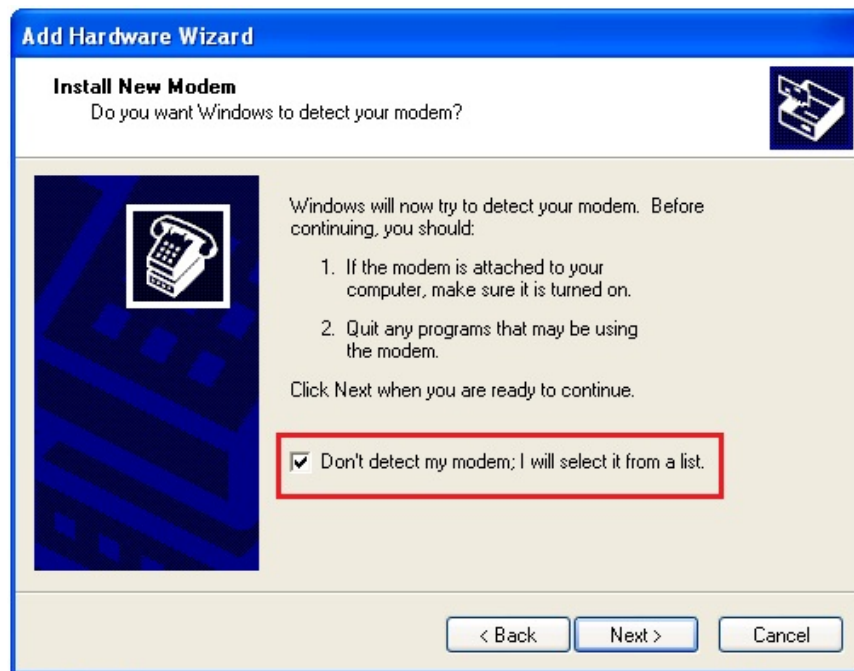 Add Hardware Wizard
Install New Modem
Do you want Windows to detect your modem?
Windows will now try to detect your modem. Before
continuing, you should:
1. If the modem is attached to your
computer, make sure it is turned on.
2. Quit any programs that may be using
the modem.
Click Next when you are ready to continue.
Don't detect my modem; I will select it from a list.
< Back Next > Cancel